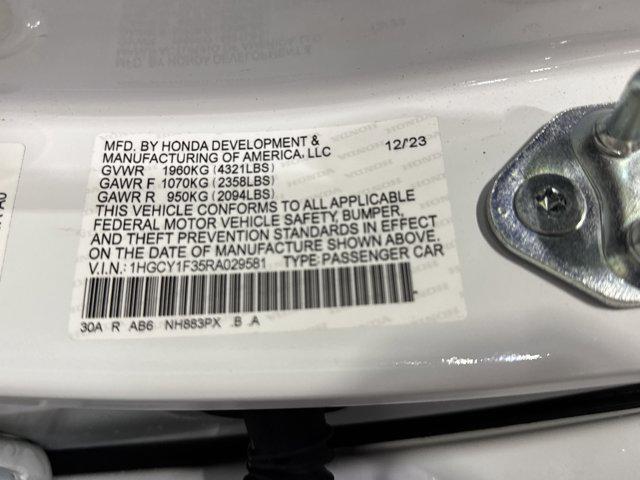 MFD. BY HONDA DEVELOPMENT & 12/'23
MANUFACTURING OF AMERICA, LLC
GVWR 1960KG (4321LBS)
GAWR F 1070KG (2358LBS)
GAWR R 950KG (2094LBS)
THIS VEHICLE CONFORMS TO ALL APPLICABLE
FEDERAL MOTOR VEHICLE SAFETY, BUMPER,
AND THEFT PREVENTION STANDARDS IN EFFECT
ON THE DATE OF MANUFACTURE SHOWN ABOVE.
V.I.N.: 1HGCY1F35RA029581 TYPE: PASSENGER CAR
30A R AB6 NH883PX .B .A